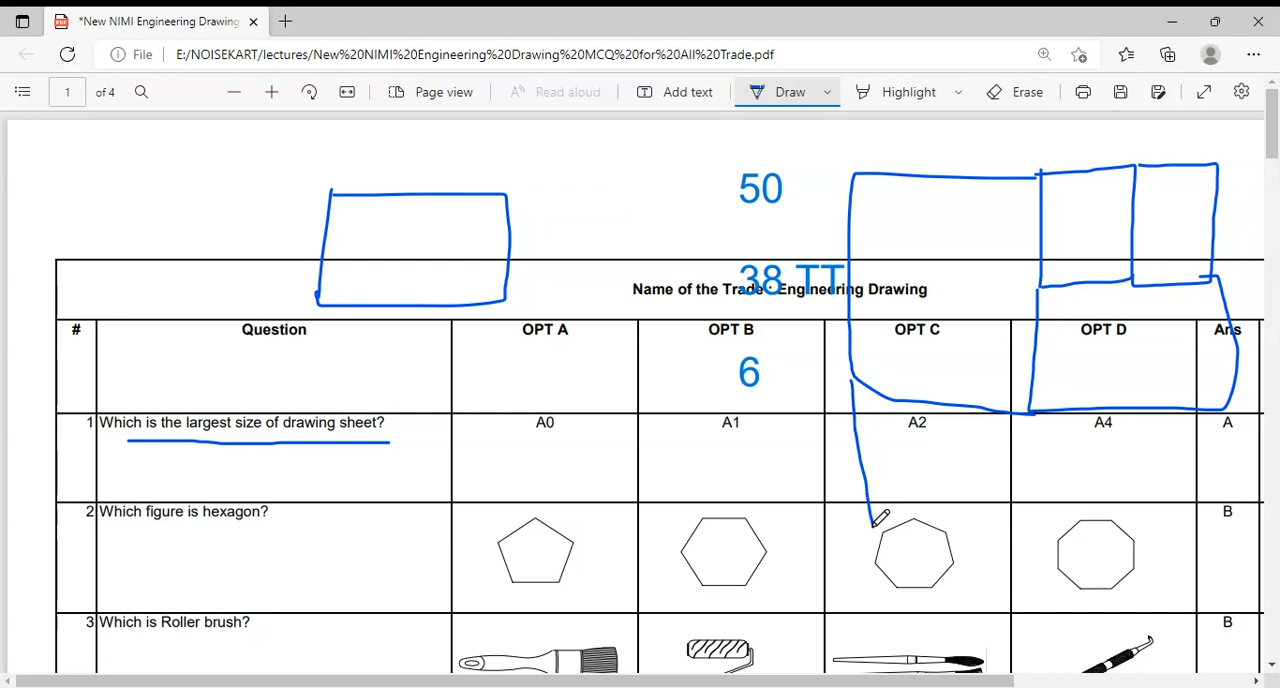 *New NIMI Engineering Drawing
File E:/NOISEKART/lectures/New%20NIMI%20Engineering%20Drawing%20MCQ%20for%20All%20Trade.pdf
1 of 4 Page view Read aloud Add text Draw Highlight Erase
50
38 TT
Name of the Trade : Engineering Drawing
# Question OPT A OPT B OPT C OPT D Ans
6
1 Which is the largest size of drawing sheet? A0 A1 A2 A4 A
2 Which figure is hexagon? B
3 Which is Roller brush? B